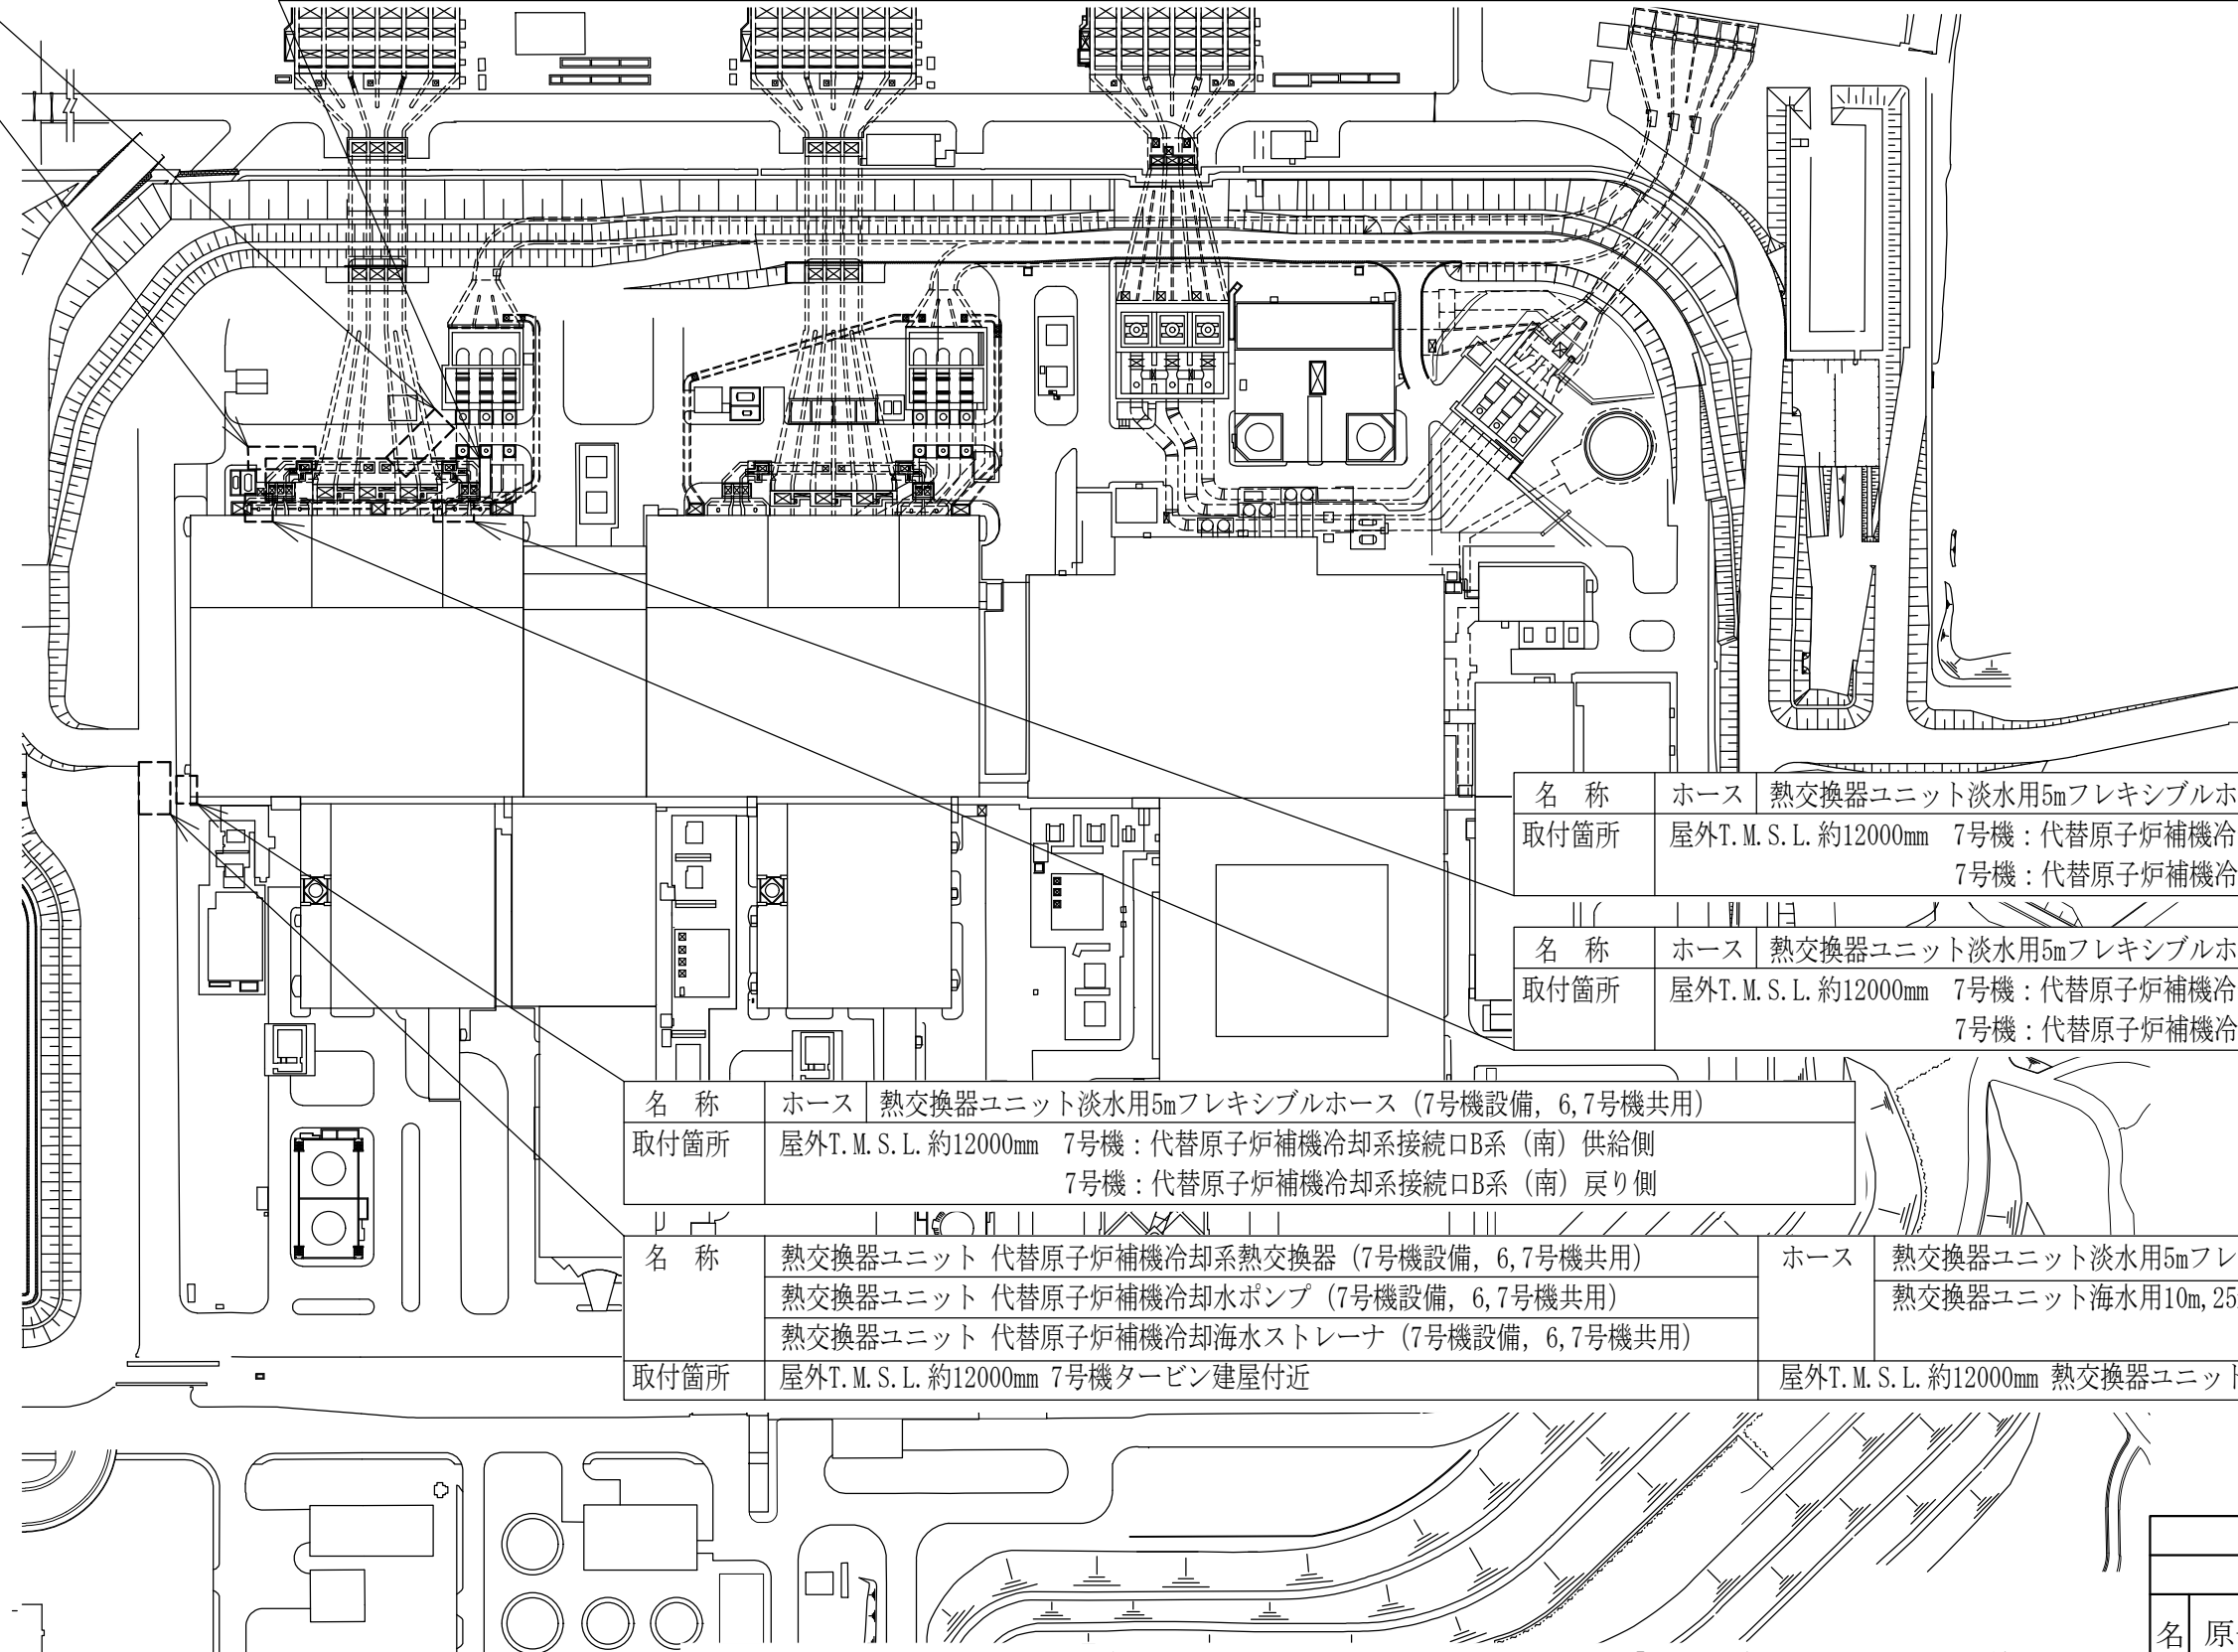 名 称 ホース 熱交換器ユニット淡水用5mフレキシブルホ
取付箇所 屋外T.M.S.L.約12000mm 7号機：代替原子炉補機冷
7号機：代替原子炉補機冷
名 称 ホース 熱交換器ユニット淡水用5mフレキシブルホ
取付箇所 屋外T.M.S.L.約12000mm 7号機：代替原子炉補機冷
7号機：代替原子炉補機冷
名 称 ホース 熱交換器ユニット淡水用5mフレキシブルホース（7号機設備, 6,7号機共用）
取付箇所 屋外T.M.S.L.約12000mm 7号機：代替原子炉補機冷却系接続口B系（南）供給側
7号機：代替原子炉補機冷却系接続口B系（南）戻り側
名 称 熱交換器ユニット 代替原子炉補機冷却系熱交換器（7号機設備, 6,7号機共用） ホース 熱交換器ユニット淡水用5mフレ
熱交換器ユニット 代替原子炉補機冷却水ポンプ（7号機設備, 6,7号機共用） 熱交換器ユニット海水用10m,25
熱交換器ユニット 代替原子炉補機冷却海水ストレーナ（7号機設備, 6,7号機共用）
取付箇所 屋外T.M.S.L.約12000mm 7号機タービン建屋付近 屋外T.M.S.L.約12000mm 熱交換器ユニット
名 原